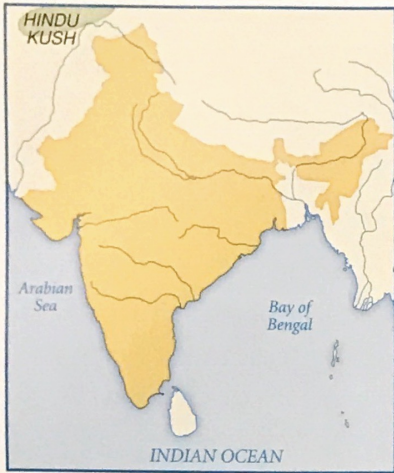 HINDU
KUSH
Arabian
Sea
Bay of
Bengal
INDIAN OCEAN